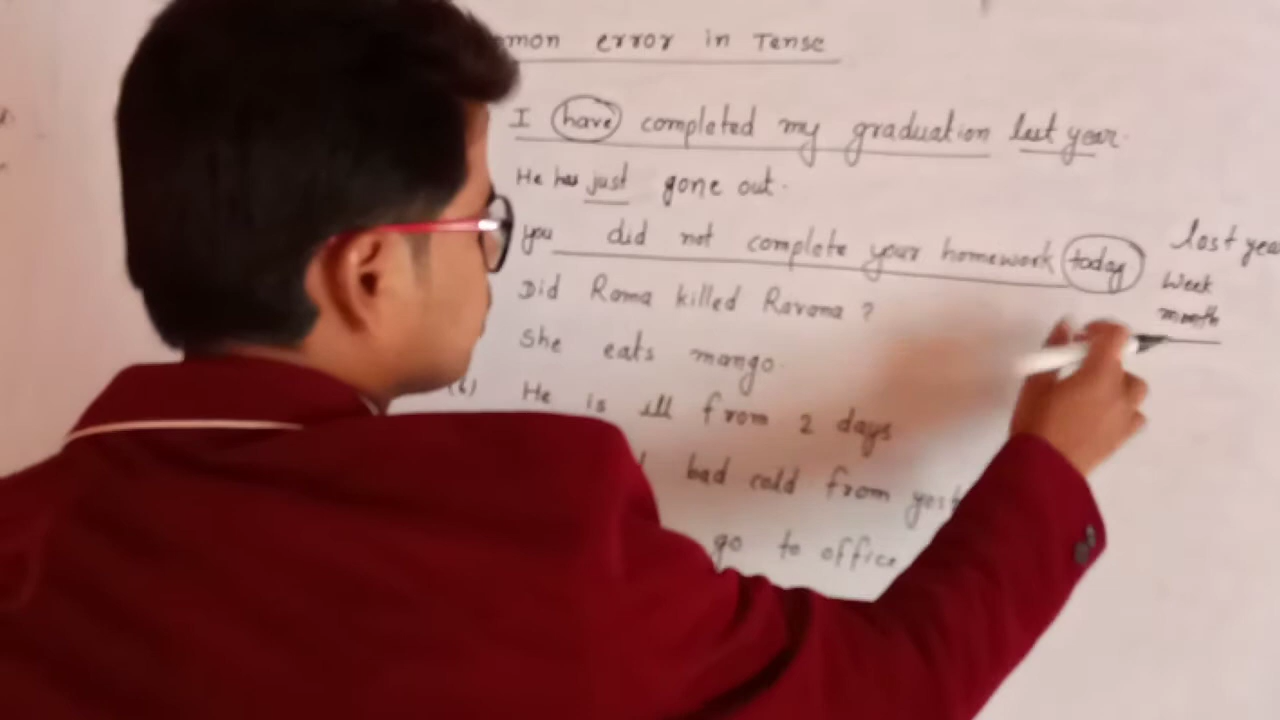 mon error in Tense
I have completed my graduation last year.
He has just gone out.
you did not complete your homework today
last yea
Week
month
Did Rama killed Ravana ?
She eats mango.
(6) He is ill from 2 days
bad cold from yest
go to office